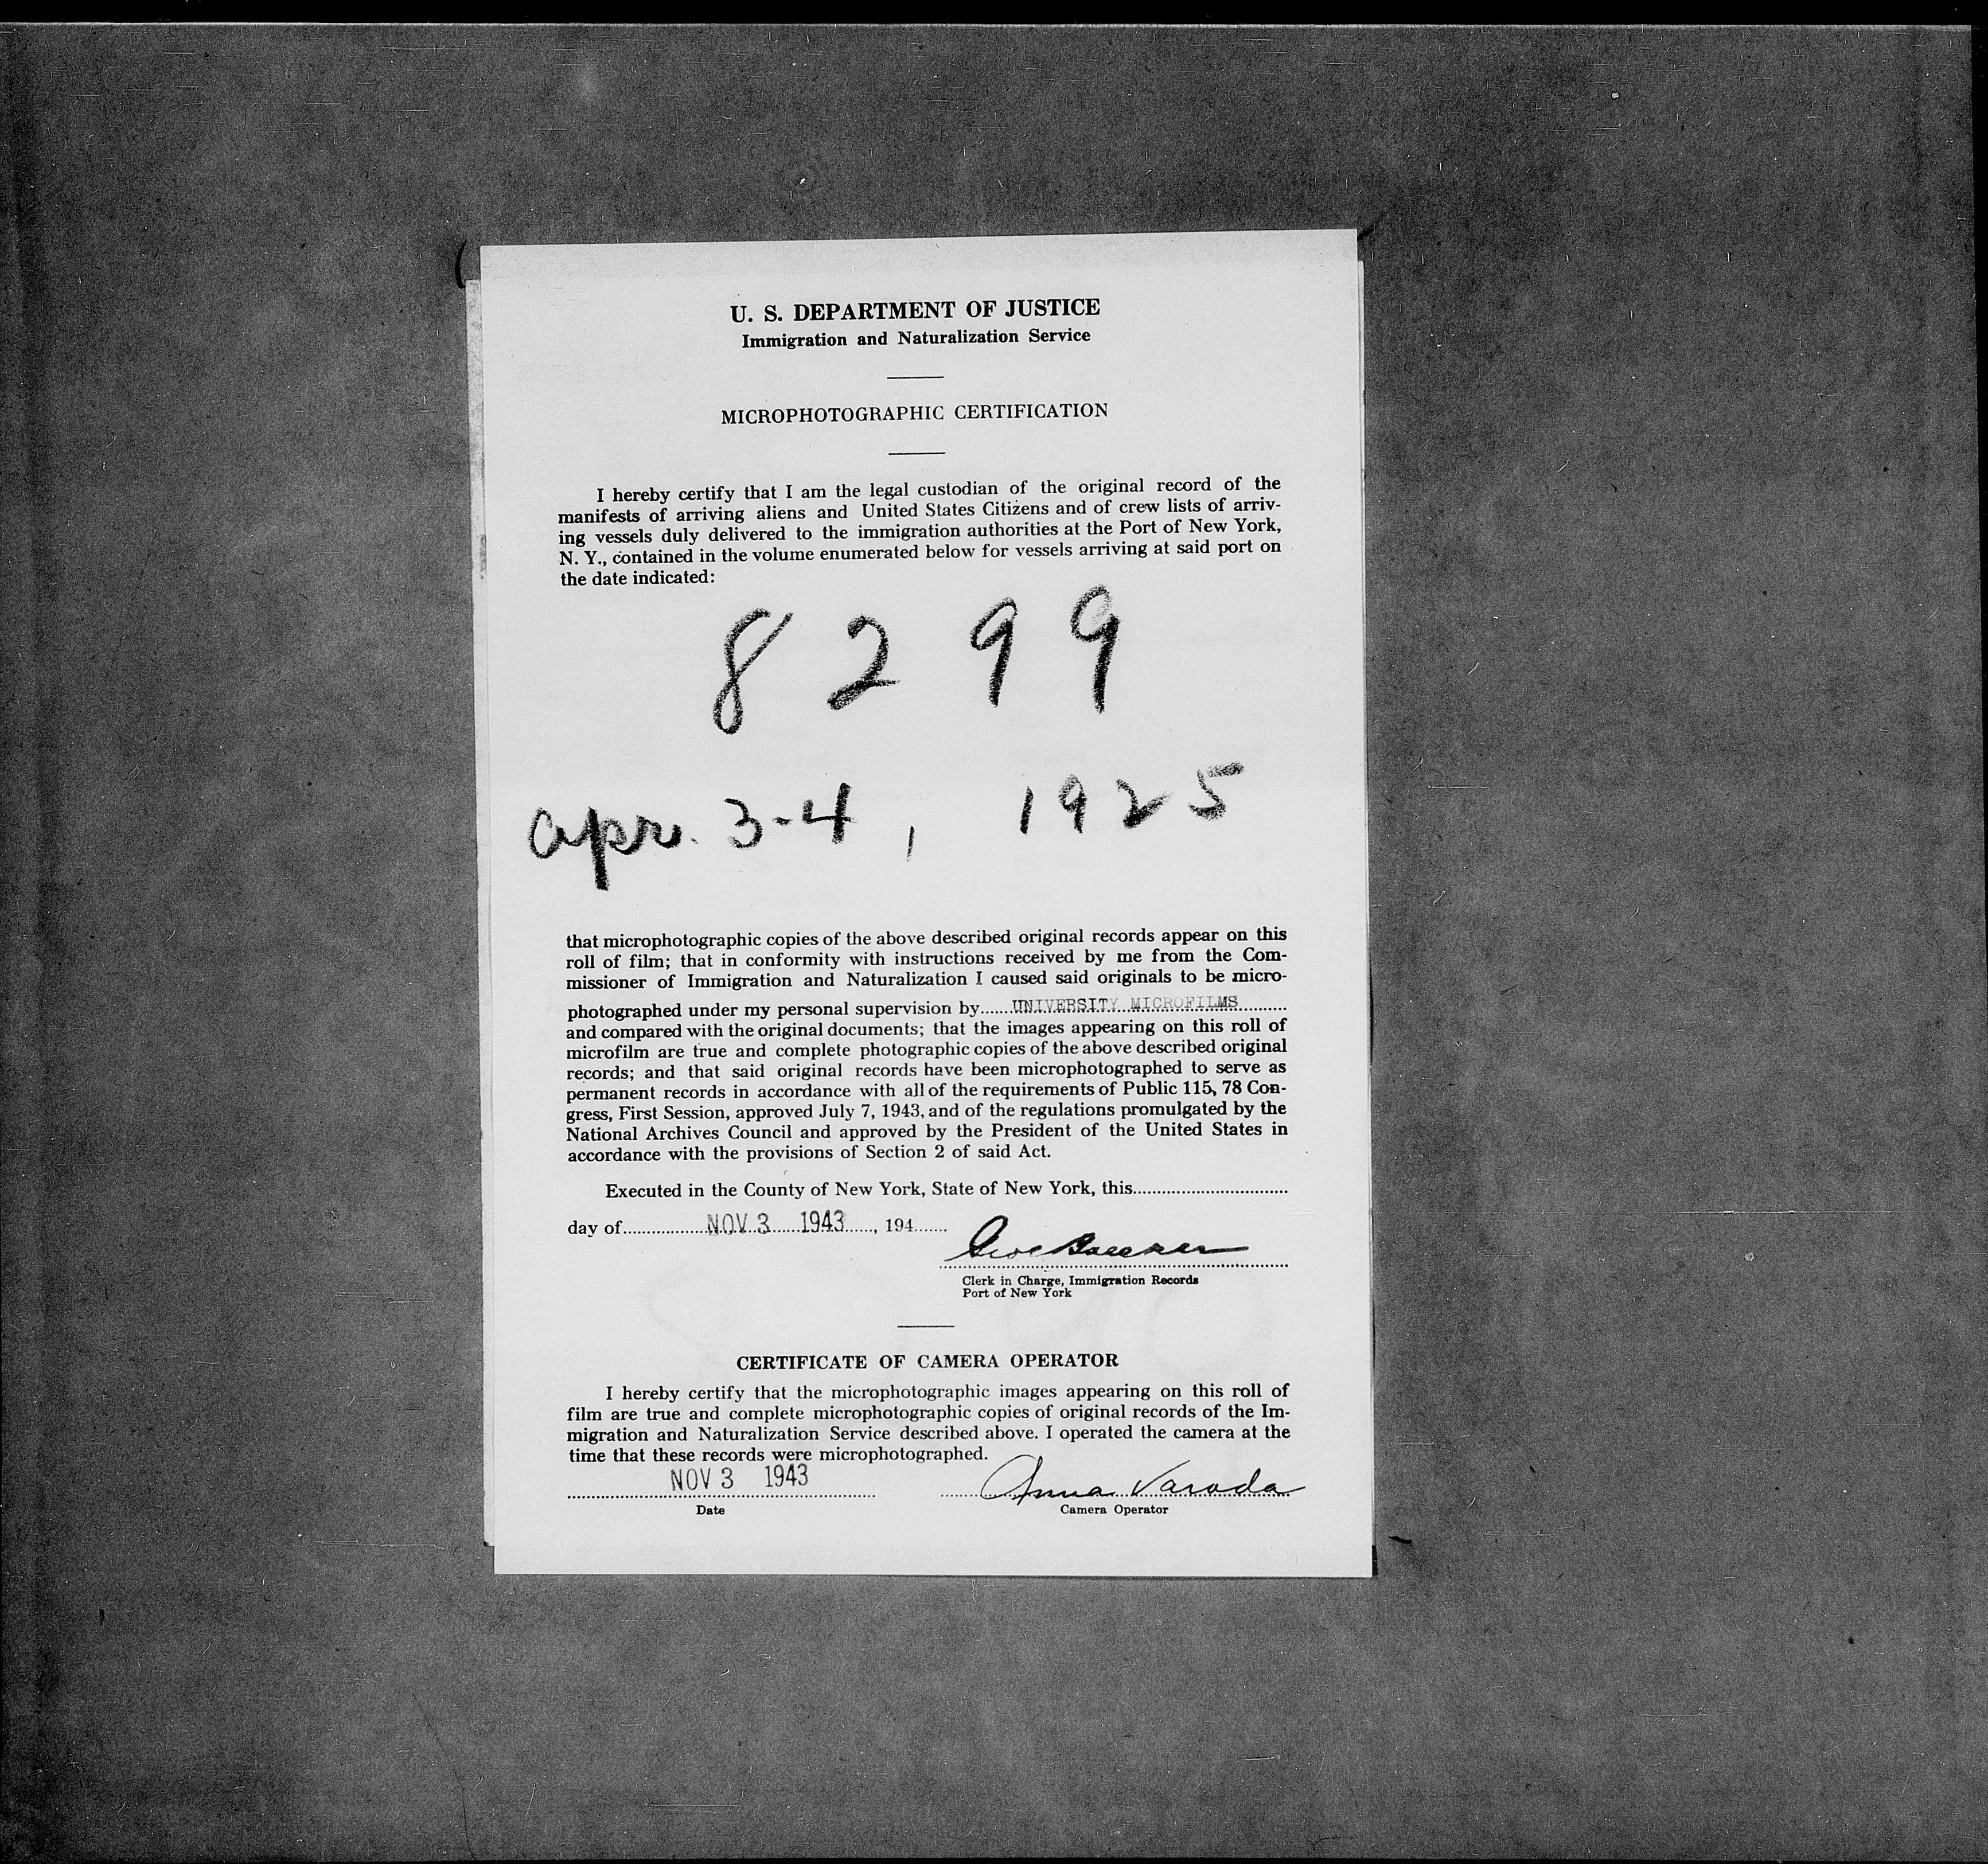 U. S. DEPARTMENT OF JUSTICE
Immigration and Naturalization Service
MICROPHOTOGRAPHIC CERTIFICATION
I hereby certify that I am the legal custodian of the original record of the
manifests of arriving aliens and United States Citizens and of crew lists of arriv-
ing vessels duly delivered to the immigration authorities at the Port of New York,
N. Y., contained in the volume enumerated below for vessels arriving at said port on
the date indicated:
8299
Apr. 3-4, 1925
that microphotographic copies of the above described original records appear on this
roll of film; that in conformity with instructions received by me from the Com-
missioner of Immigration and Naturalization I caused said originals to be micro-
photographed under my personal supervision by UNIVERSITY MICROFILMS
and compared with the original documents; that the images appearing on this roll of
microfilm are true and complete photographic copies of the above described original
records; and that said original records have been microphotographed to serve as
permanent records in accordance with all of the requirements of Public 115, 78 Con-
gress, First Session, approved July 7, 1943, and of the regulations promulgated by the
National Archives Council and approved by the President of the United States in
accordance with the provisions of Section 2 of said Act.
Executed in the County of New York, State of New York, this
day of NOV 3 1943, 194
Clerk in Charge, Immigration Records
Port of New York
CERTIFICATE OF CAMERA OPERATOR
I hereby certify that the microphotographic images appearing on this roll of
film are true and complete microphotographic copies of original records of the Im-
migration and Naturalization Service described above. I operated the camera at the
time that these records were microphotographed.
NOV 3 1943 Anna Varada
Date Camera Operator